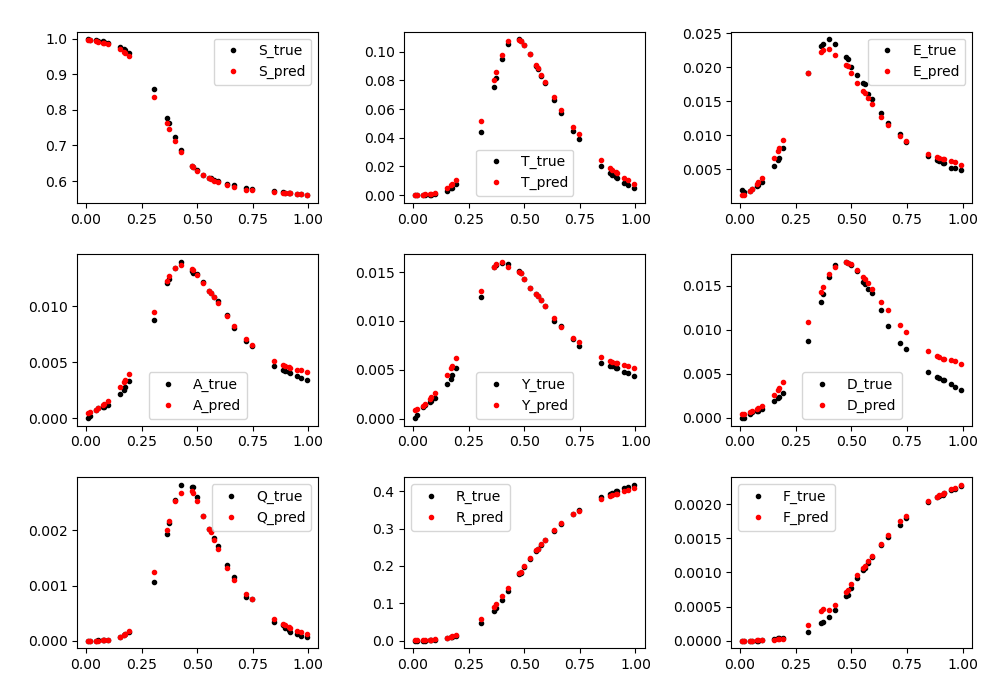 1.0
0.9
0.8
0.7
0.6
S_true
S_pred
0.00 0.25 0.50 0.75 1.00
0.10
0.08
0.06
0.04
0.02
0.00
T_true
T_pred
0.00 0.25 0.50 0.75 1.00
0.025
0.020
0.015
0.010
0.005
E_true
E_pred
0.00 0.25 0.50 0.75 1.00
0.010
0.005
0.000
A_true
A_pred
0.00 0.25 0.50 0.75 1.00
0.015
0.010
0.005
0.000
Y_true
Y_pred
0.00 0.25 0.50 0.75 1.00
0.015
0.010
0.005
0.000
D_true
D_pred
0.00 0.25 0.50 0.75 1.00
0.002
0.001
0.000
Q_true
Q_pred
0.00 0.25 0.50 0.75 1.00
0.4
0.3
0.2
0.1
0.0
R_true
R_pred
0.00 0.25 0.50 0.75 1.00
0.0020
0.0015
0.0010
0.0005
0.0000
F_true
F_pred
0.00 0.25 0.50 0.75 1.00